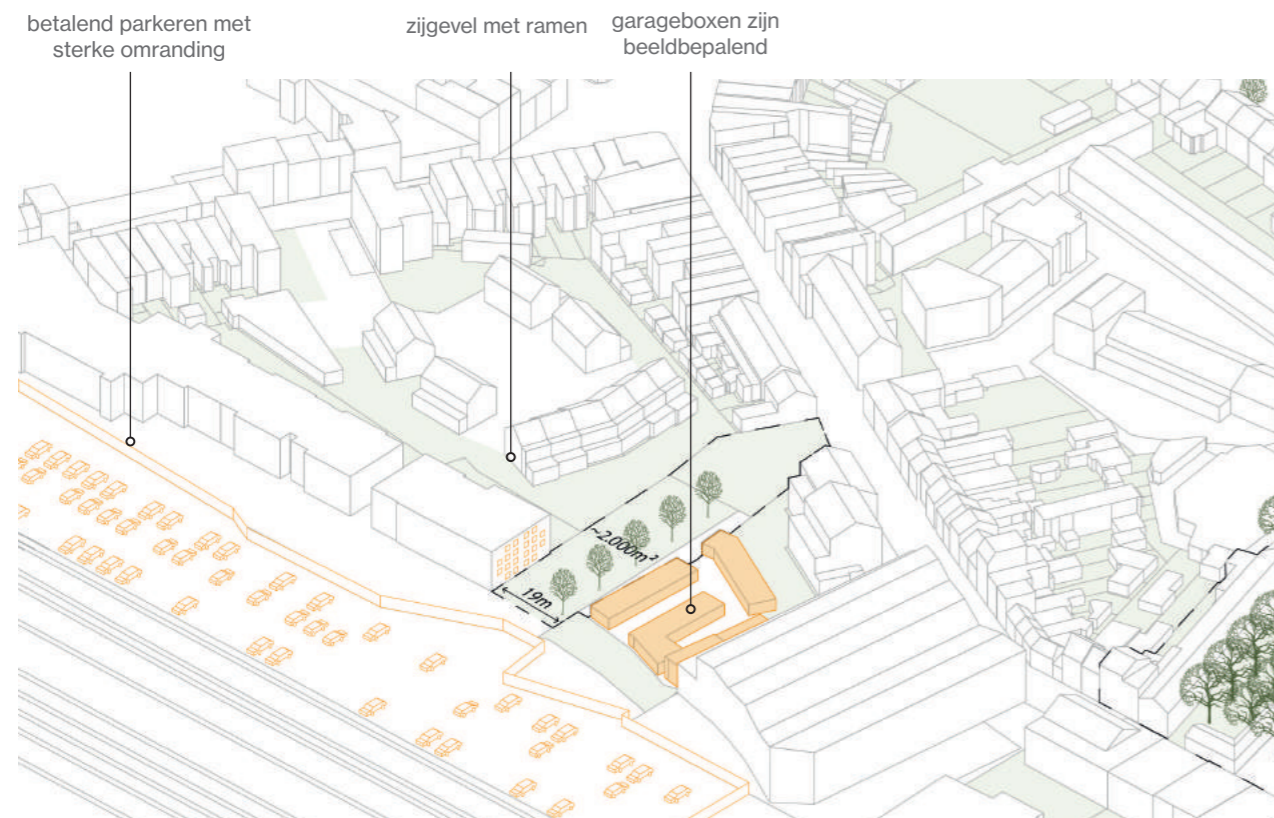 betalend parkeren met
sterke omranding
zijgevel met ramen
garageboxen zijn
beeldbepalend
~2.000m²
19m